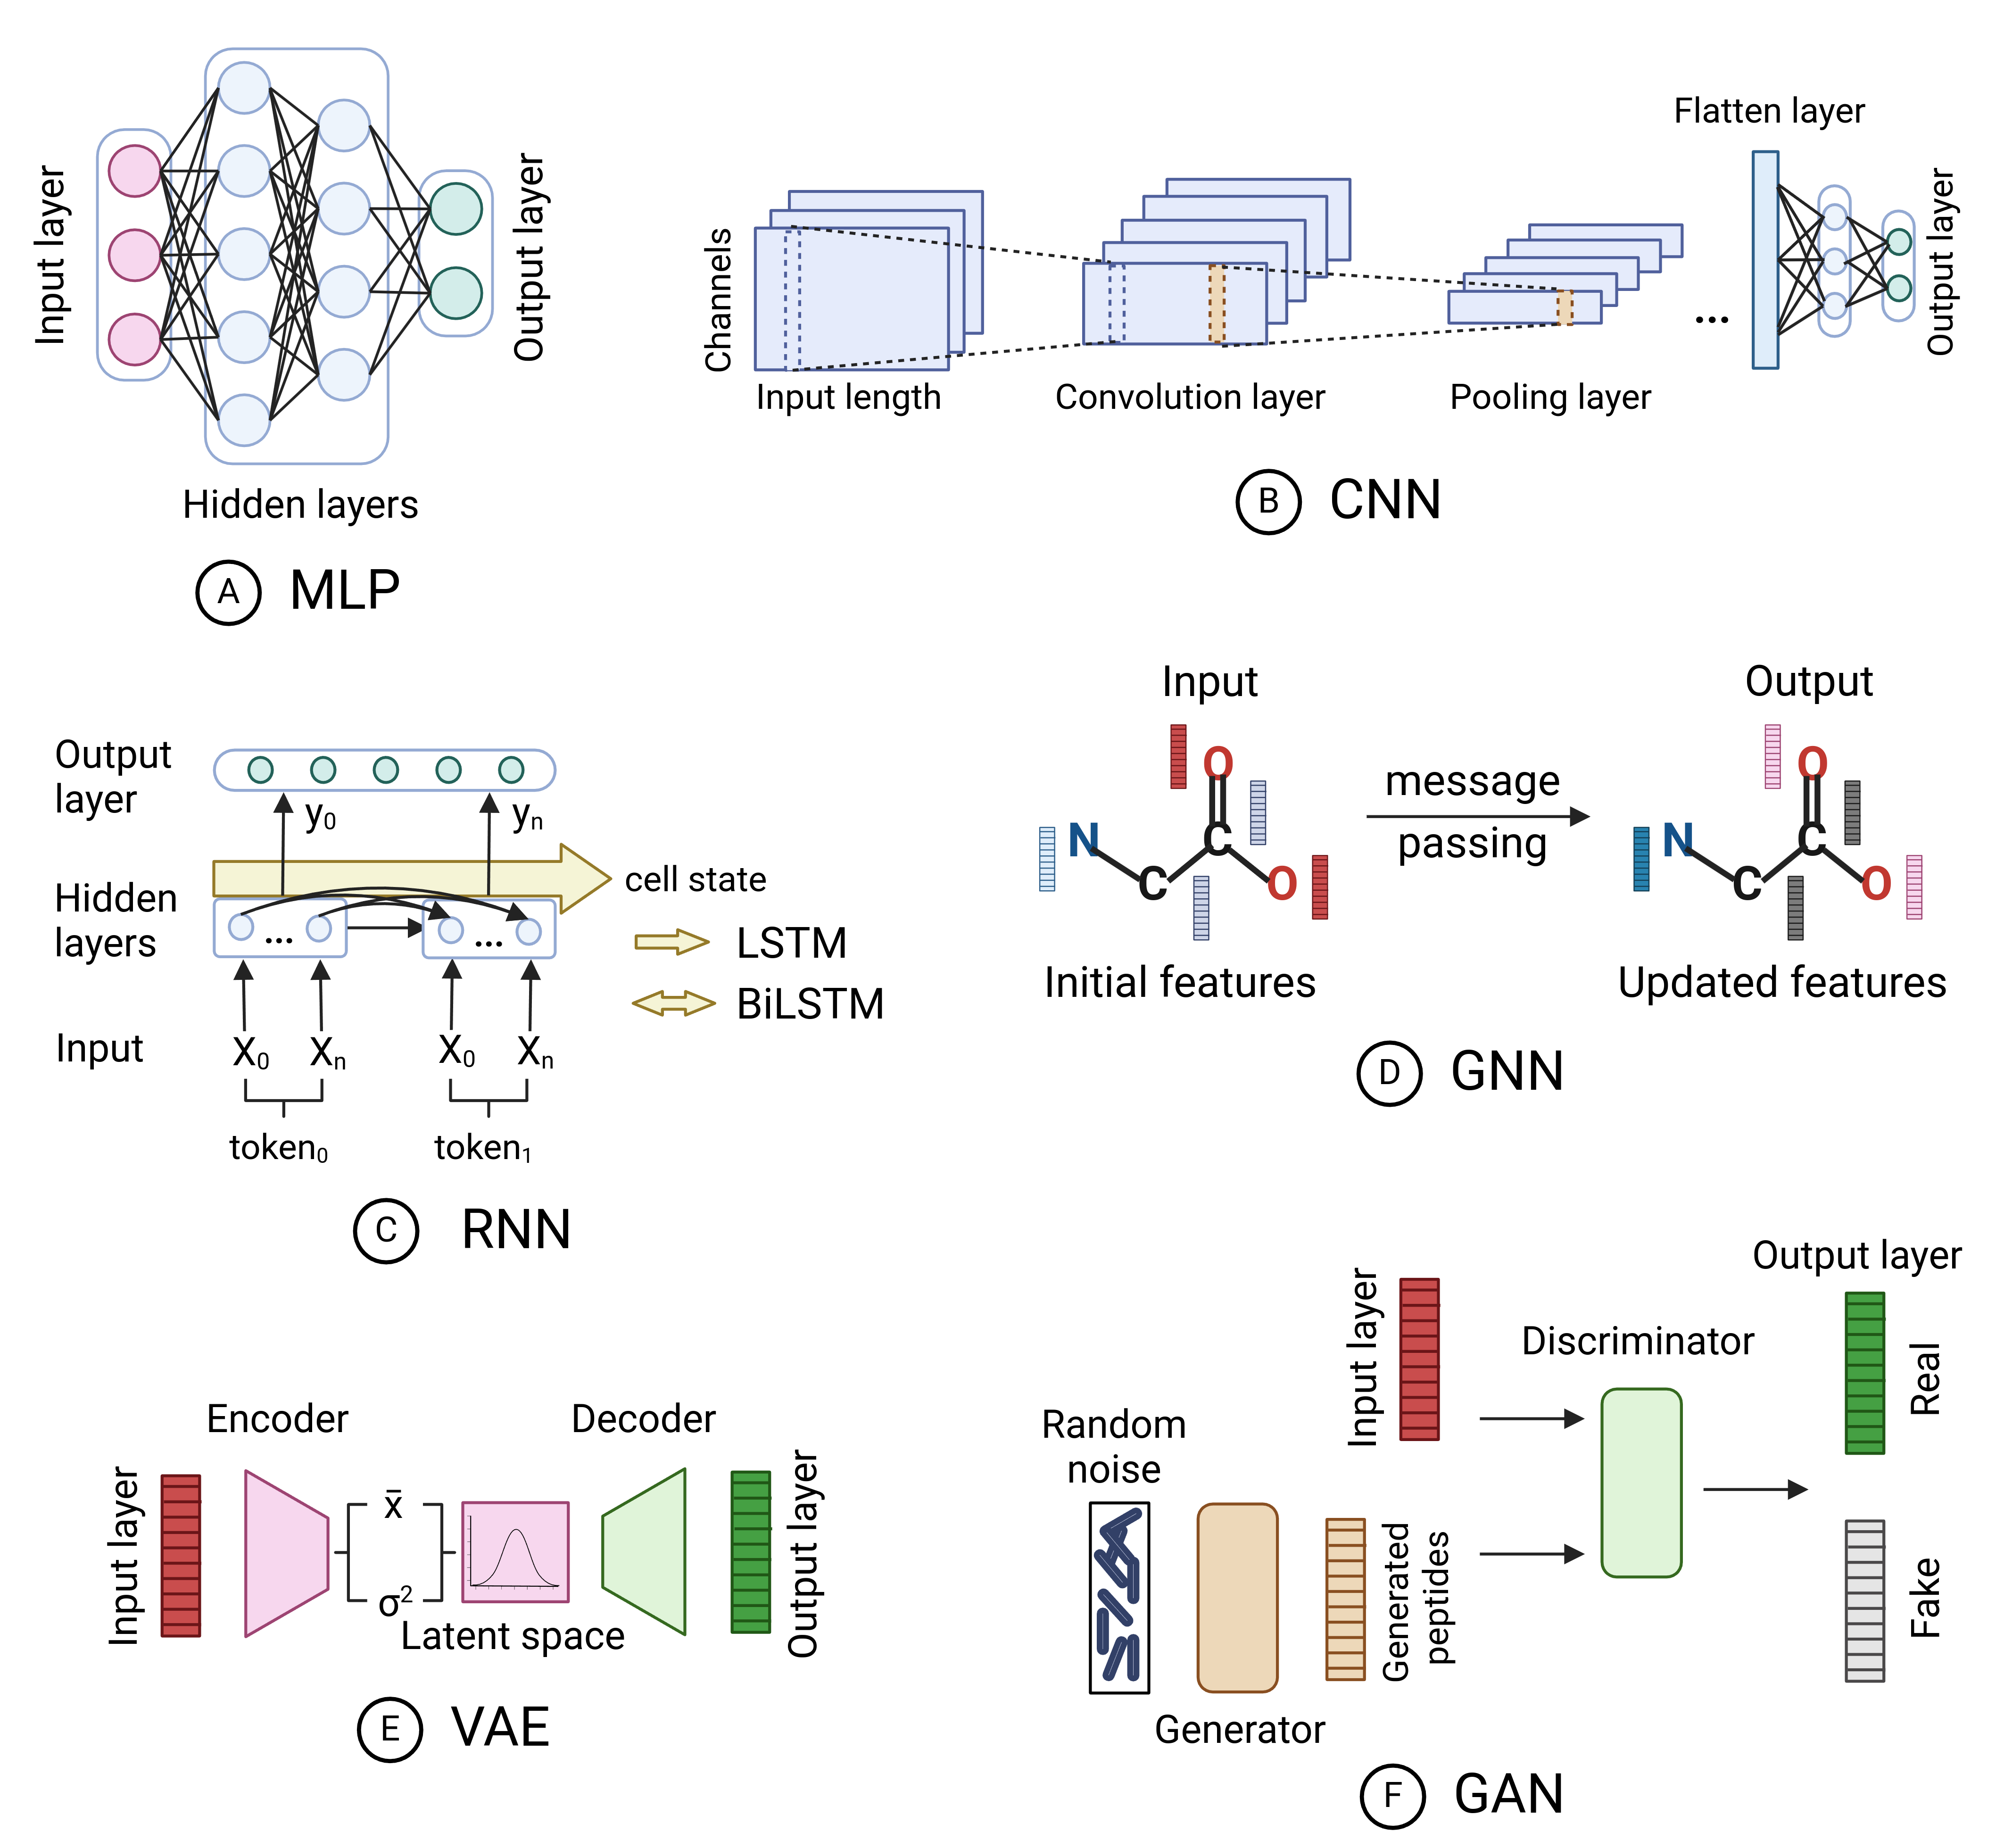 Input layer
Output layer
Hidden layers
A MLP
Flatten layer
Channels
Output layer
Input length
Convolution layer
Pooling layer
...
B CNN
Output
layer
y0
yn
cell state
Hidden
layers
...
...
LSTM
BiLSTM
Input
X0
Xn
X0
Xn
token0
token1
C RNN
Input
Output
O
N
C
C
O
message
passing
O
N
C
C
O
Initial features
Updated features
D GNN
Encoder
Decoder
Input layer
x̄
σ2
Latent space
Output layer
E VAE
Output layer
Input layer
Discriminator
Real
Random
noise
Generated
peptides
Fake
Generator
F GAN